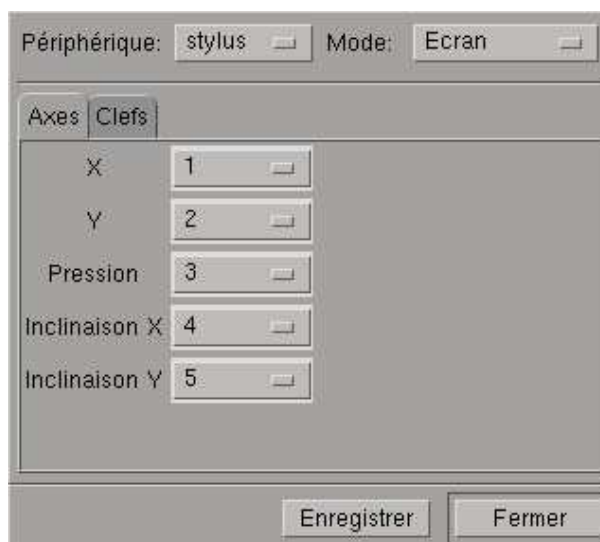 Périphérique: stylus Mode: Ecran
Axes Clefs
X 1
Y 2
Pression 3
Inclinaison X 4
Inclinaison Y 5
Enregistrer Fermer